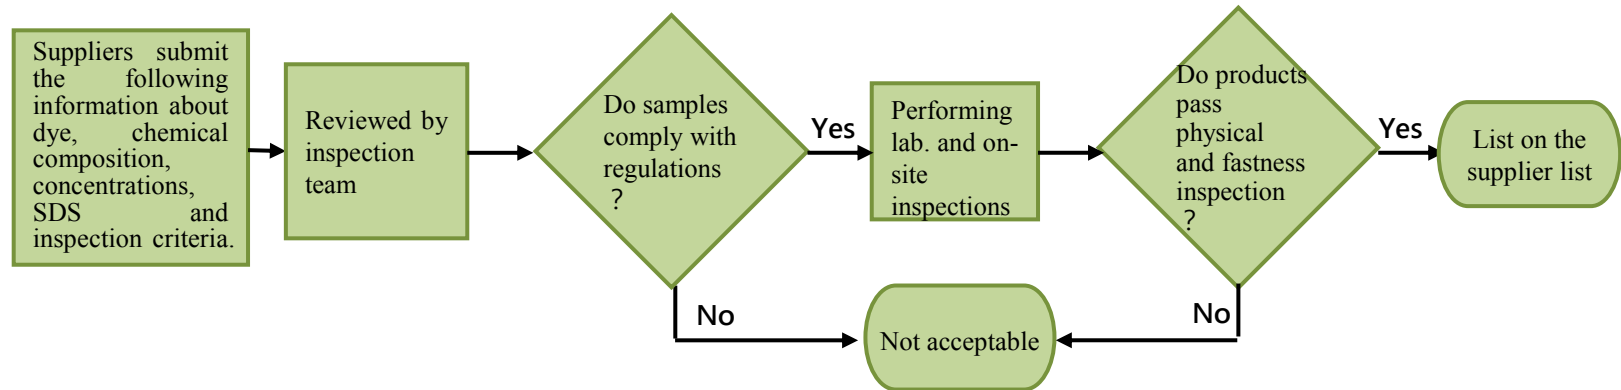 Suppliers submit
the following
information about
dye, chemical
composition,
concentrations,
SDS and
inspection criteria.
Reviewed by
inspection
team
Do samples
comply with
regulations
?
Yes
Performing
lab. and on-
site
inspections
Do products
pass
physical
and fastness
inspection
?
Yes
List on the
supplier list
No
Not acceptable
No